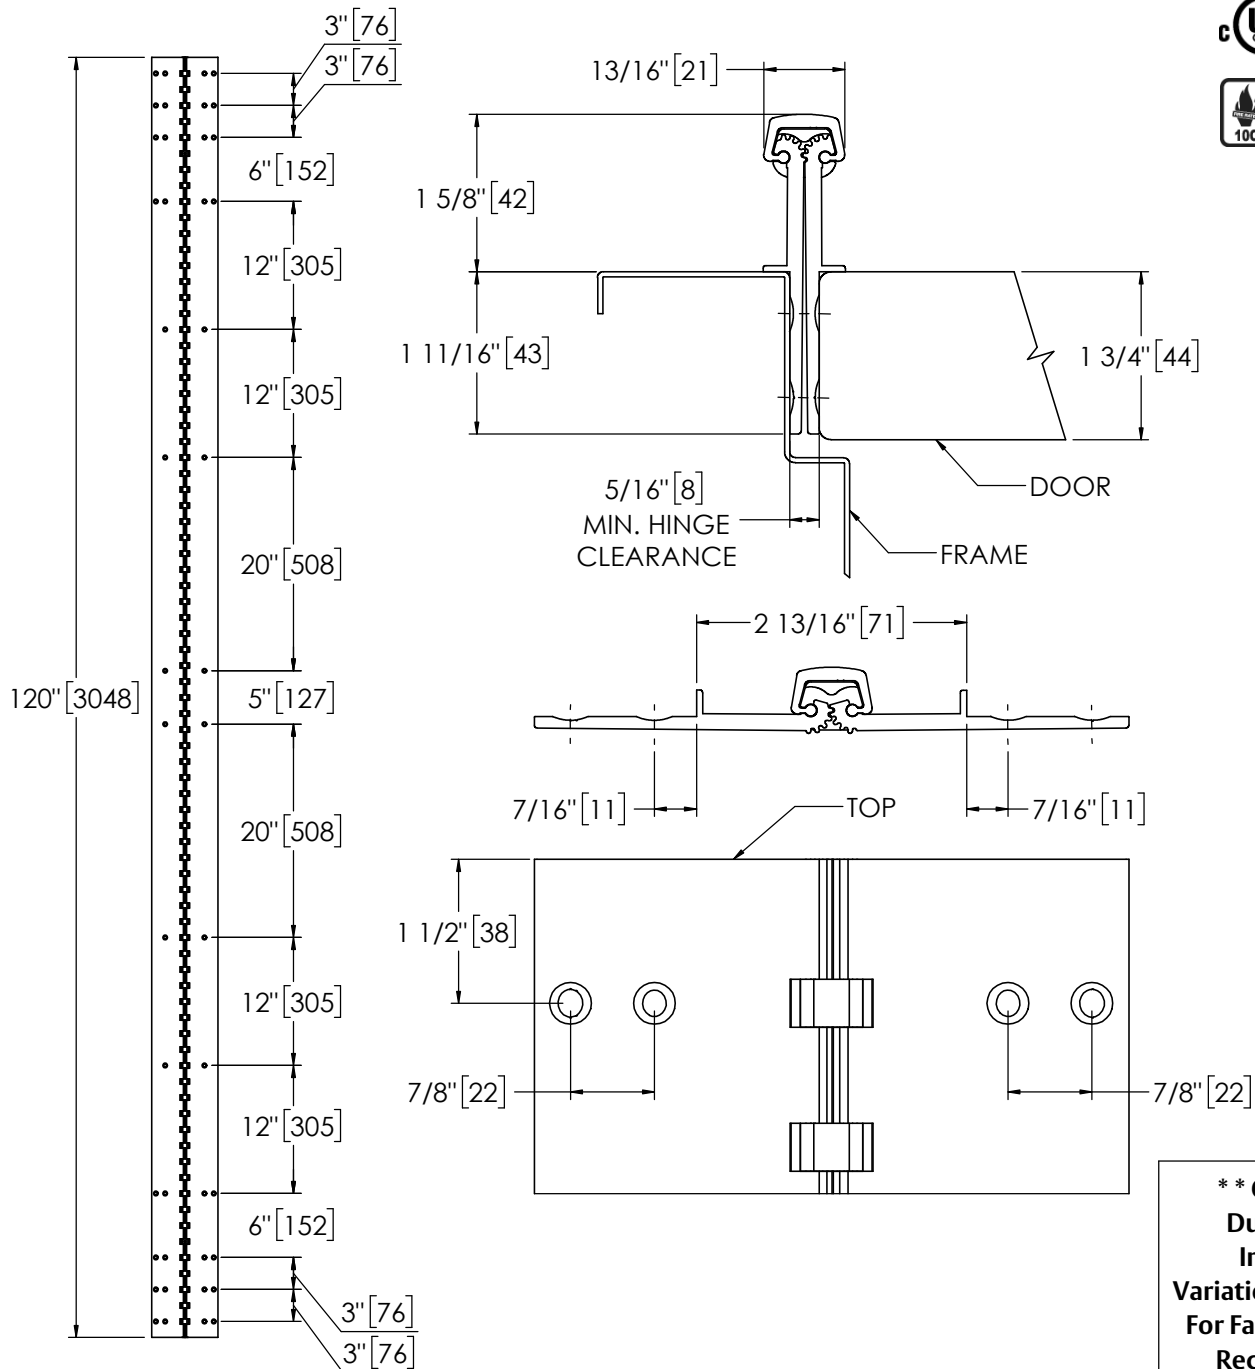 3" [76]
3" [76]
6" [152]
12" [305]
12" [305]
20" [508]
120" [3048]
5" [127]
20" [508]
12" [305]
12" [305]
6" [152]
3" [76]
3" [76]
13/16" [21]
1 5/8" [42]
1 11/16" [43]
1 3/4" [44]
5/16" [8]
MIN. HINGE
CLEARANCE
DOOR
FRAME
2 13/16" [71]
7/16" [11]
7/16" [11]
TOP
1 1/2" [38]
7/8" [22]
7/8" [22]
C
* *
Du
In
Variati
For Fa
Re